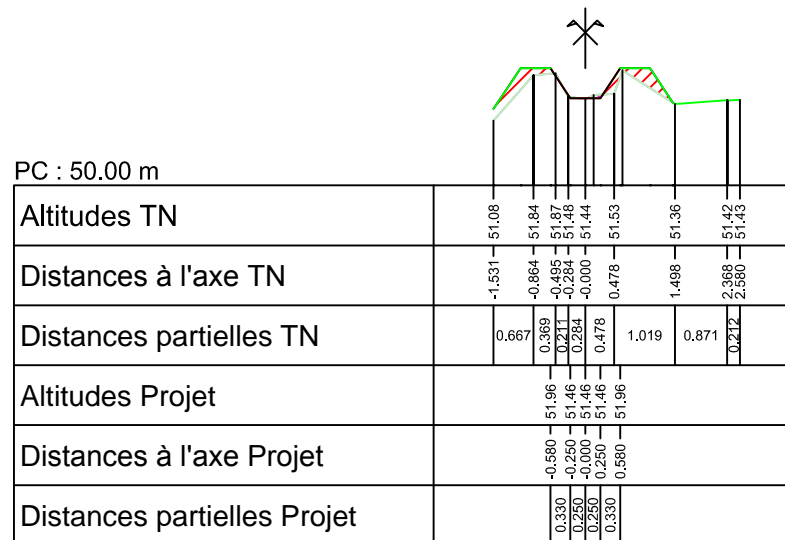 PC : 50.00 m
Altitudes TN 51.08 51.84 51.87 51.48 51.44 51.53 51.36 51.42 51.43
Distances à l'axe TN -1.531 -0.864 -0.495 -0.284 -0.000 0.478 1.498 2.368 2.580
Distances partielles TN 0.667 0.369 0.211 0.284 0.478 1.019 0.871 0.212
Altitudes Projet 51.96 51.46 51.46 51.46 51.96
Distances à l'axe Projet -0.580 -0.250 -0.000 0.250 0.580
Distances partielles Projet 0.330 0.250 0.250 0.330